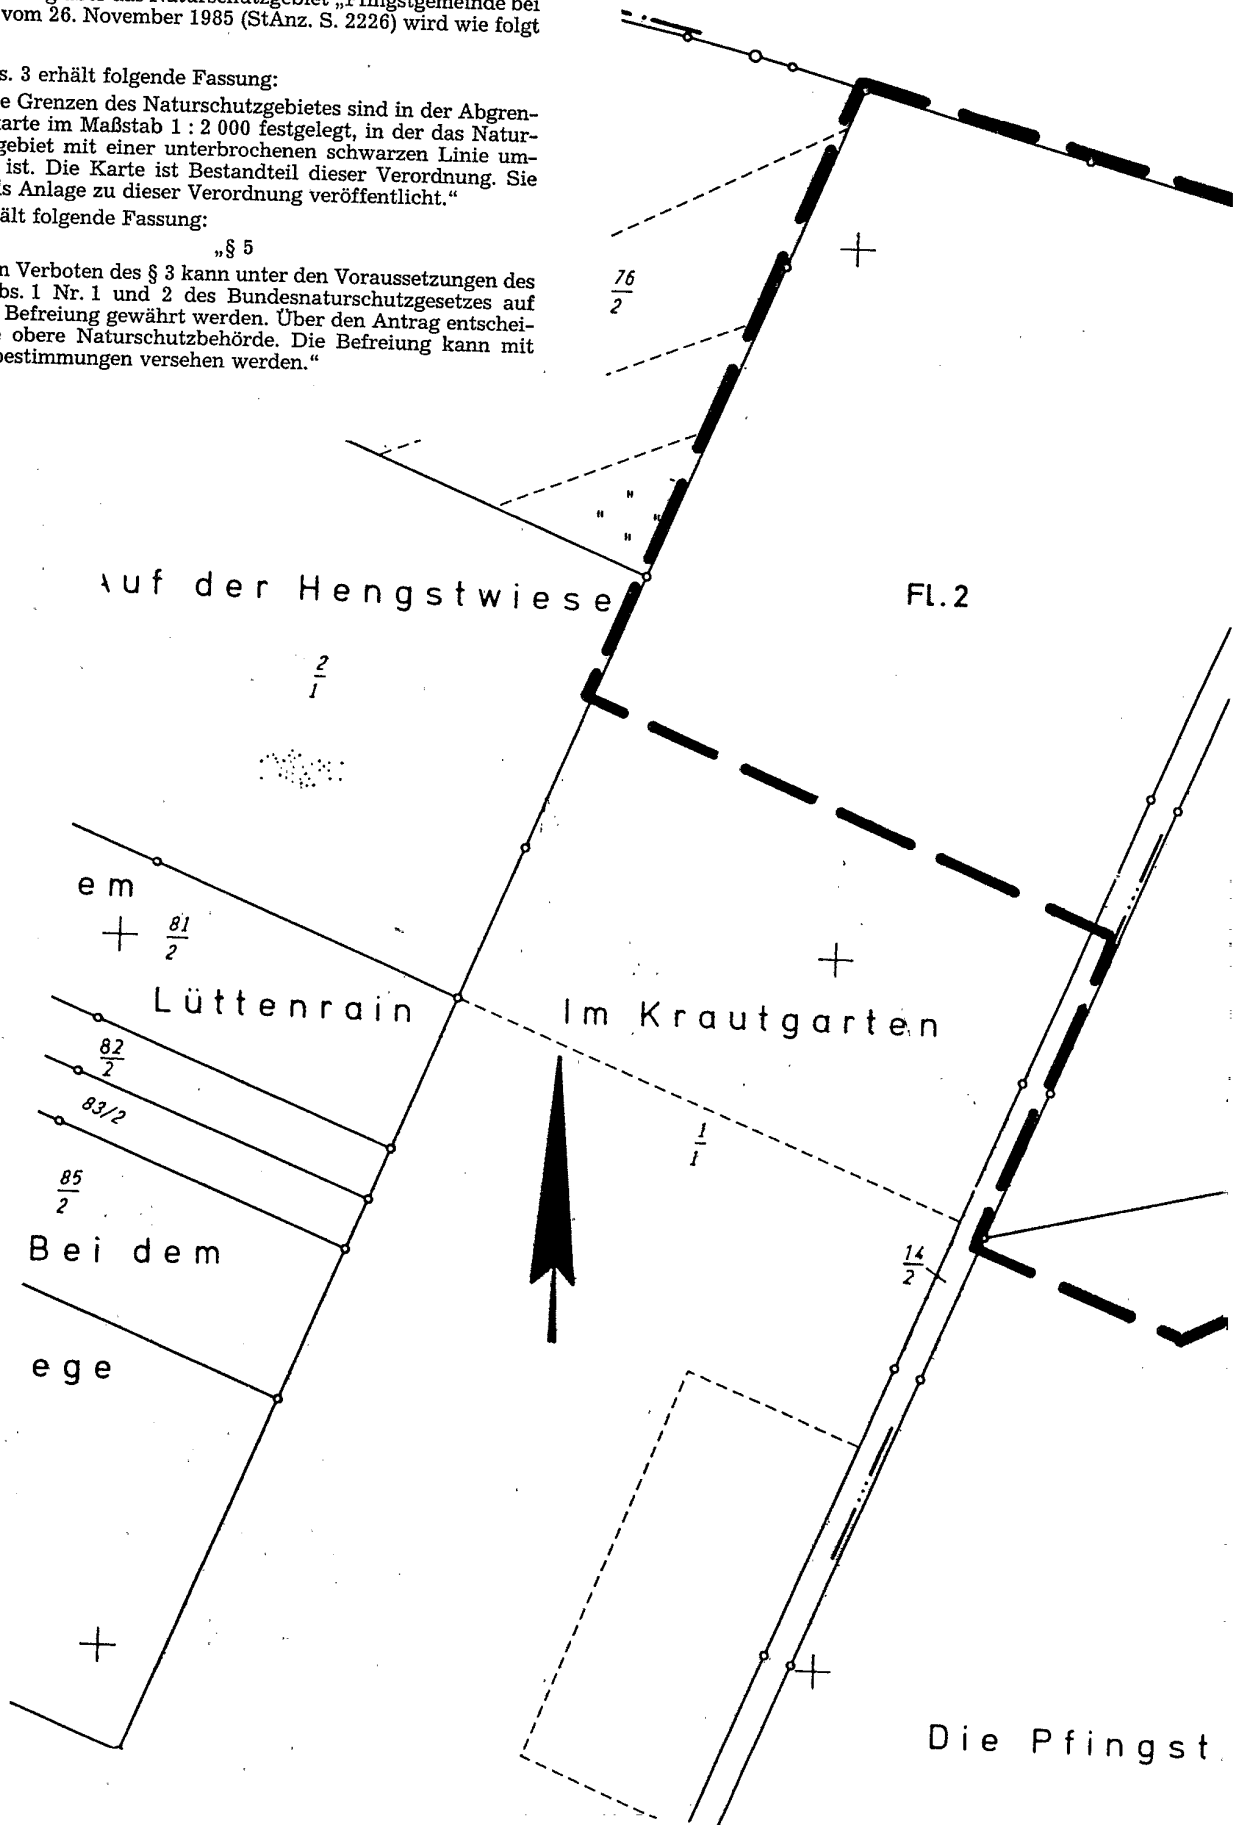 Naturschutzgebiet „Pfingstgemeinde bei
vom 26. November 1985 (StAnz. S. 2226) wird wie folgt
s. 3 erhält folgende Fassung:
e Grenzen des Naturschutzgebietes sind in der Abgren-
arte im Maßstab 1 : 2 000 festgelegt, in der das Natur-
gebiet mit einer unterbrochenen schwarzen Linie um-
ist. Die Karte ist Bestandteil dieser Verordnung. Sie
ls Anlage zu dieser Verordnung veröffentlicht.“
ält folgende Fassung:
„§ 5
n Verboten des § 3 kann unter den Voraussetzungen des
bs. 1 Nr. 1 und 2 des Bundesnaturschutzgesetzes auf
Befreiung gewährt werden. Über den Antrag entschei-
e obere Naturschutzbehörde. Die Befreiung kann mit
bestimmungen versehen werden.“
76
2
Auf der Hengstwiese
Fl. 2
2
1
em
81
2
Lüttenrain
Im Krautgarten
82
2
83/2
1
1
85
2
Bei dem
14
2
ege
Die Pfingst